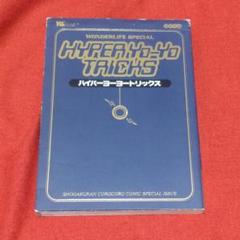 WONDERLIFE SPECIAL
HYPER YO-YO
TRICKS
ハイパーヨーヨートリックス
SHOGAKUKAN COROCORO COMIC SPECIAL ISSUE